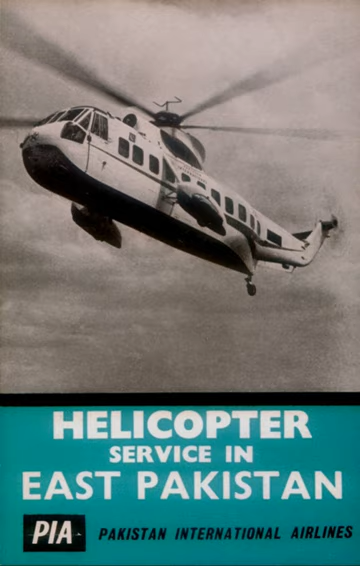 HELICOPTER
SERVICE IN
EAST PAKISTAN
PIA PAKISTAN INTERNATIONAL AIRLINES